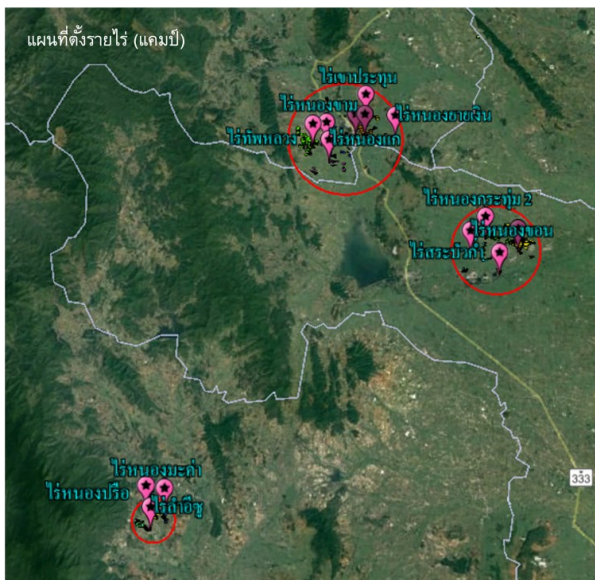 แผนที่ตั้งรายไร่ (แคมป์)
ไร่เขาประทุน
ไร่หนองขาม
ไร่หนองยายเงิน
ไร่ทัพหลวง
ไร่หนองแก
ไร่หนองกระทุ่ม 2
ไร่หนองขอน
ไร่สระบัวก่ำ
ไร่หนองมะค่า
ไร่หนองปรือ
ไร่ลำอีซู
333